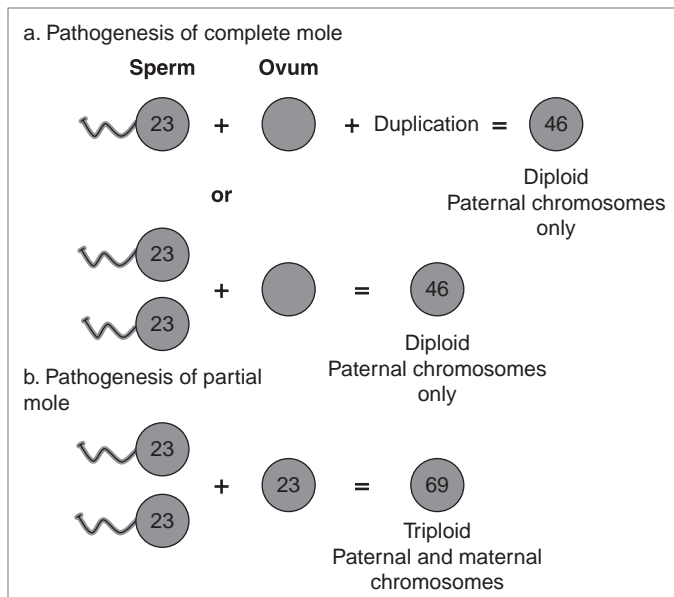 a. Pathogenesis of complete mole
Sperm Ovum
23 + + Duplication = 46
Diploid
Paternal chromosomes
only
or
23
+ = 46
23
Diploid
Paternal chromosomes
only
b. Pathogenesis of partial
mole
23
+ 23 = 69
23
Triploid
Paternal and maternal
chromosomes